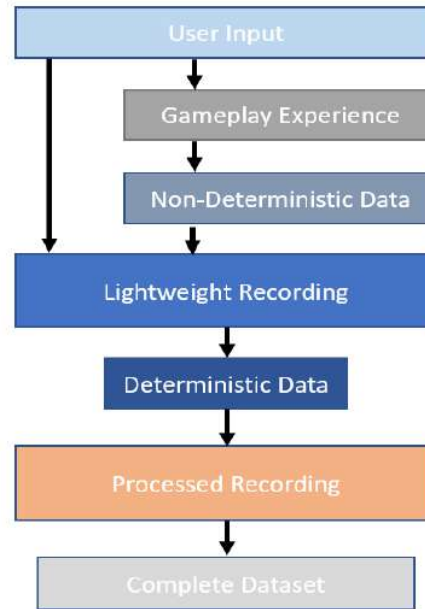 User Input
Gameplay Experience
Non-Deterministic Data
Lightweight Recording
Deterministic Data
Processed Recording
Complete Dataset